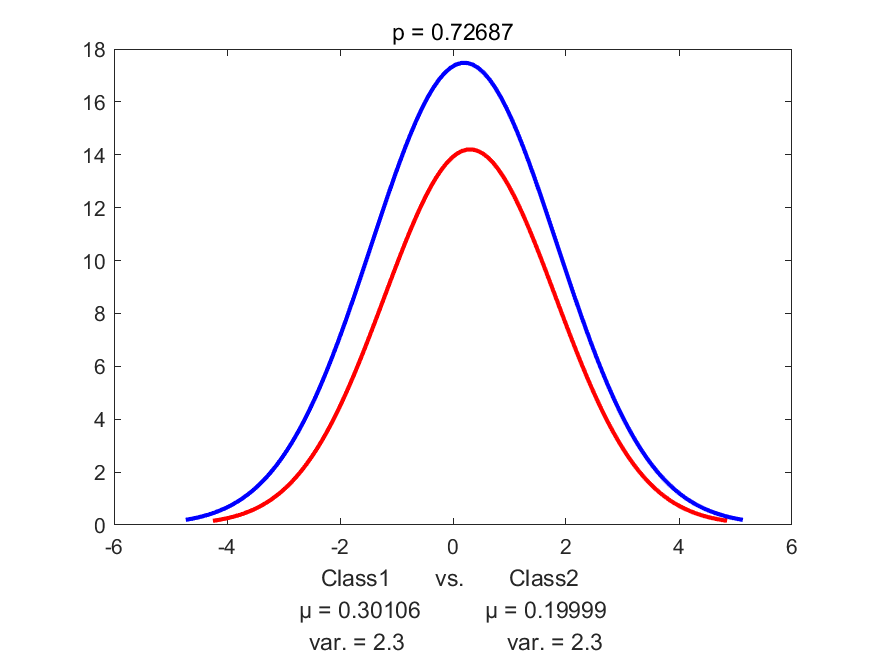 p = 0.72687
18
16
14
12
10
8
6
4
2
0
-6 -4 -2 0 2 4 6
Class1 vs. Class2
μ = 0.30106 μ = 0.19999
var. = 2.3 var. = 2.3